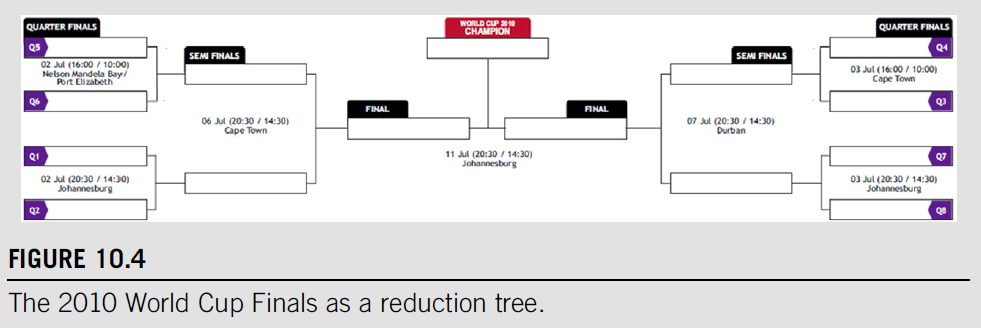 QUARTER FINALS
Q5
02 Jul (16:00 / 10:00)
Nelson Mandela Bay/
Port Elizabeth
Q6
Q1
02 Jul (20:30 / 14:30)
Johannesburg
Q2
SEMI FINALS
06 Jul (20:30 / 14:30)
Cape Town
FINAL
WORLD CUP 2010
CHAMPION
11 Jul (20:30 / 14:30)
Johannesburg
FINAL
SEMI FINALS
07 Jul (20:30 / 14:30)
Durban
QUARTER FINALS
Q4
03 Jul (16:00 / 10:00)
Cape Town
Q3
Q7
03 Jul (20:30 / 14:30)
Johannesburg
Q8
FIGURE 10.4
The 2010 World Cup Finals as a reduction tree.